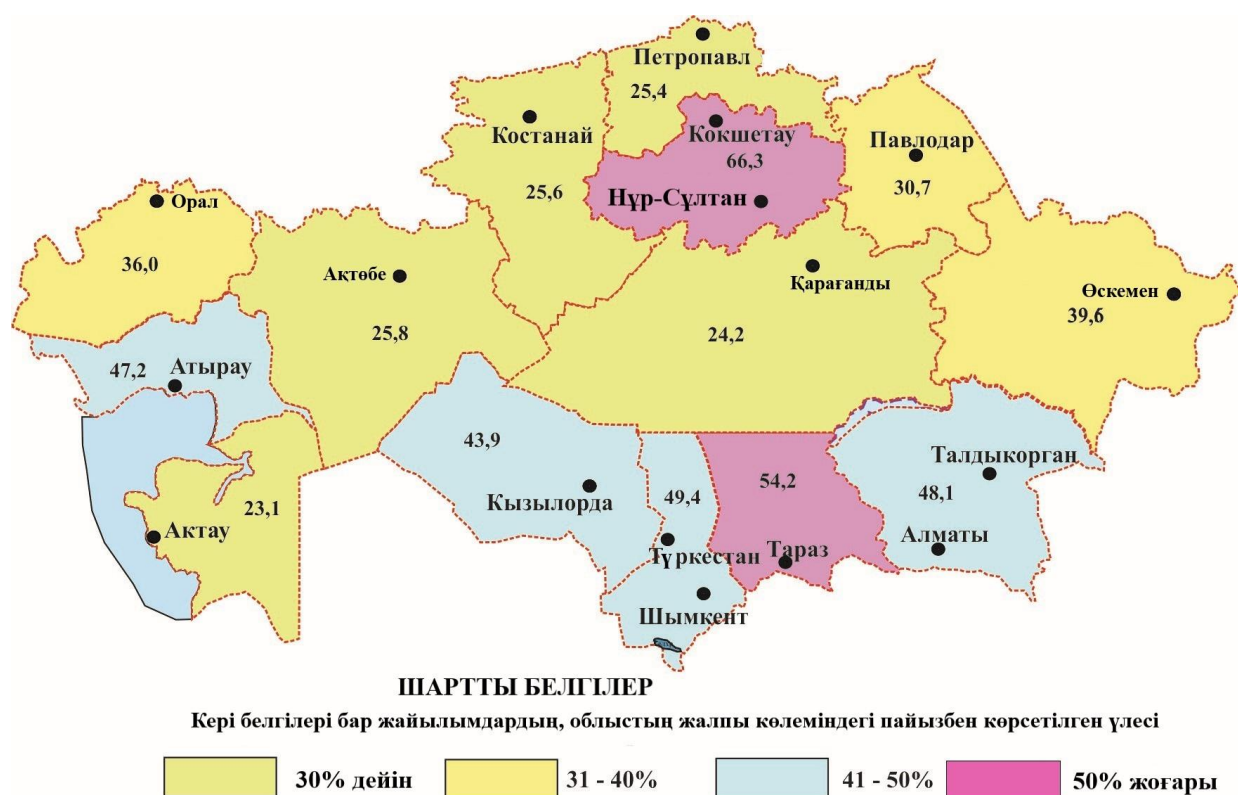 Петропавл
25,4
Костанай
25,6
Кокшетау
66,3
Нұр-Сұлтан
Павлодар
30,7
Орал
36,0
Ақтөбе
25,8
Қарағанды
24,2
Өскемен
39,6
47,2
Атырау
43,9
Кызылорда
49,4
Түркестан
Шымкент
54,2
Тараз
Талдыкорган
48,1
Алматы
23,1
Актау
ШАРТТЫ БЕЛГІЛЕР
Кері белгілері бар жайылымдардың, облыстың жалпы көлеміндегі пайызбен көрсетілген үлесі
30% дейін
31 - 40%
41 - 50%
50% жоғары